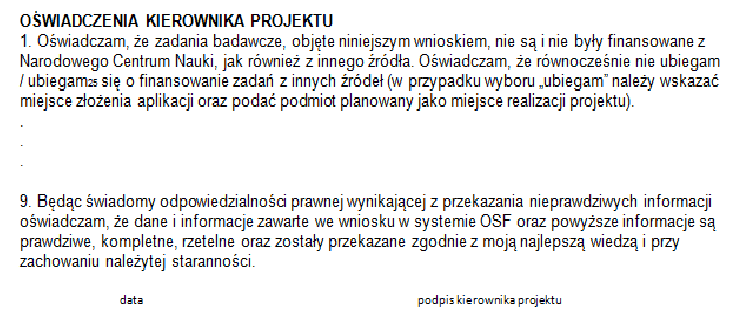 OŚWIADCZENIA KIEROWNIKA PROJEKTU
1. Oświadczam, że zadania badawcze, objęte niniejszym wnioskiem, nie są i nie były finansowane z
Narodowego Centrum Nauki, jak również z innego źródła. Oświadczam, że równocześnie nie ubiegam
/ ubiegam25 się o finansowanie zadań z innych źródeł (w przypadku wyboru „ubiegam” należy wskazać
miejsce złożenia aplikacji oraz podać podmiot planowany jako miejsce realizacji projektu).
.
.
.
9. Będąc świadomy odpowiedzialności prawnej wynikającej z przekazania nieprawdziwych informacji
oświadczam, że dane i informacje zawarte we wniosku w systemie OSF oraz powyższe informacje są
prawdziwe, kompletne, rzetelne oraz zostały przekazane zgodnie z moją najlepszą wiedzą i przy
zachowaniu należytej staranności.
data podpis kierownika projektu